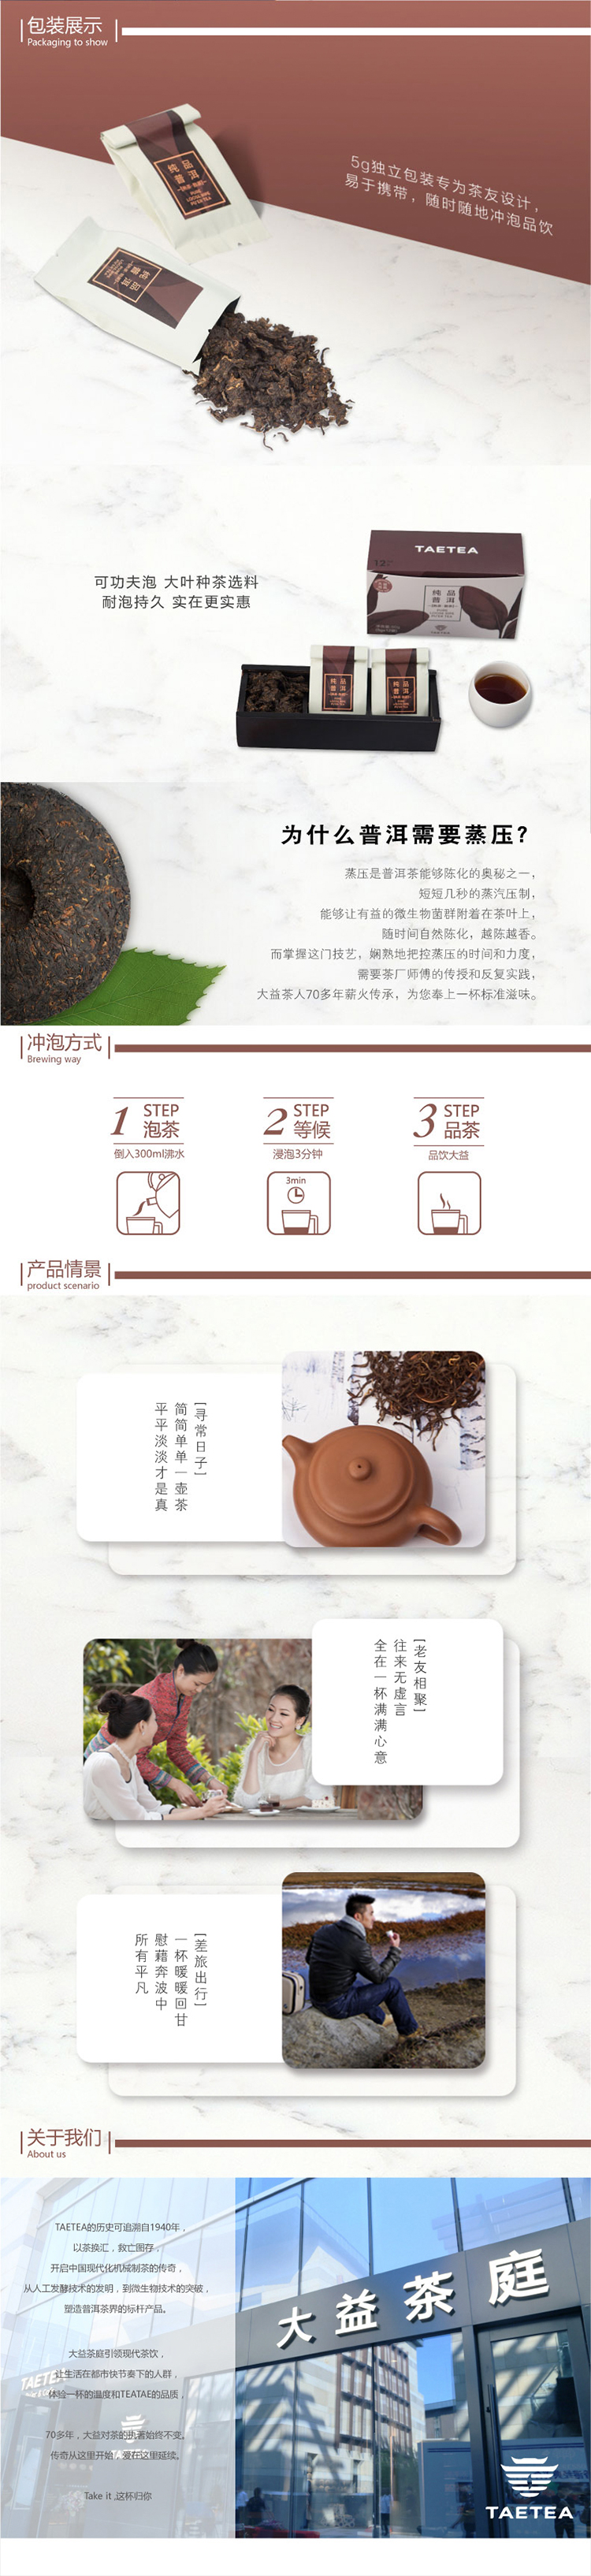 包装展示
Packaging to show
5g独立包装专为茶友设计，
易于携带，随时随地冲泡品饮
纯品
普洱
纯品
普洱
可功夫泡 大叶种茶选料
耐泡持久 实在更实惠
TAETEA
12
纯品
普洱
纯品
普洱
纯品
普洱
为什么普洱需要蒸压?
蒸压是普洱茶能够陈化的奥秘之一，
短短几秒的蒸汽压制，
能够让有益的微生物菌群附着在茶叶上，
随时间自然陈化，越陈越香。
而掌握这门技艺，娴熟地把控蒸压的时间和力度，
需要茶厂师傅的传授和反复实践，
大益茶人70多年薪火传承，为您奉上一杯标准滋味。
冲泡方式
Brewing way
1 STEP 泡茶
倒入300ml沸水
2 STEP 等候
浸泡3分钟
3min
3 STEP 品茶
品饮大益
产品情景
product scenario
[寻常日子]
简简单单一壶茶
平平淡淡才是真
[老友相聚]
往来无虚言
全在一杯满满心意
[差旅出行]
一杯暖暖回甘
慰藉奔波中
所有平凡
关于我们
About us
TAETEA的历史可追溯自1940年，
以茶换汇，救亡图存，
开启中国现代化机械制茶的传奇，
从人工发酵技术的发明，到微生物技术的突破，
塑造普洱茶界的标杆产品。
大益茶庭引领现代茶饮，
让生活在都市快节奏下的人群，
体验一杯的温度和TEATAE的品质，
70多年，大益对茶的执著始终不变。
传奇从这里开始，爱在这里延续。
Take it ,这杯归你
大益茶庭
TAETEA